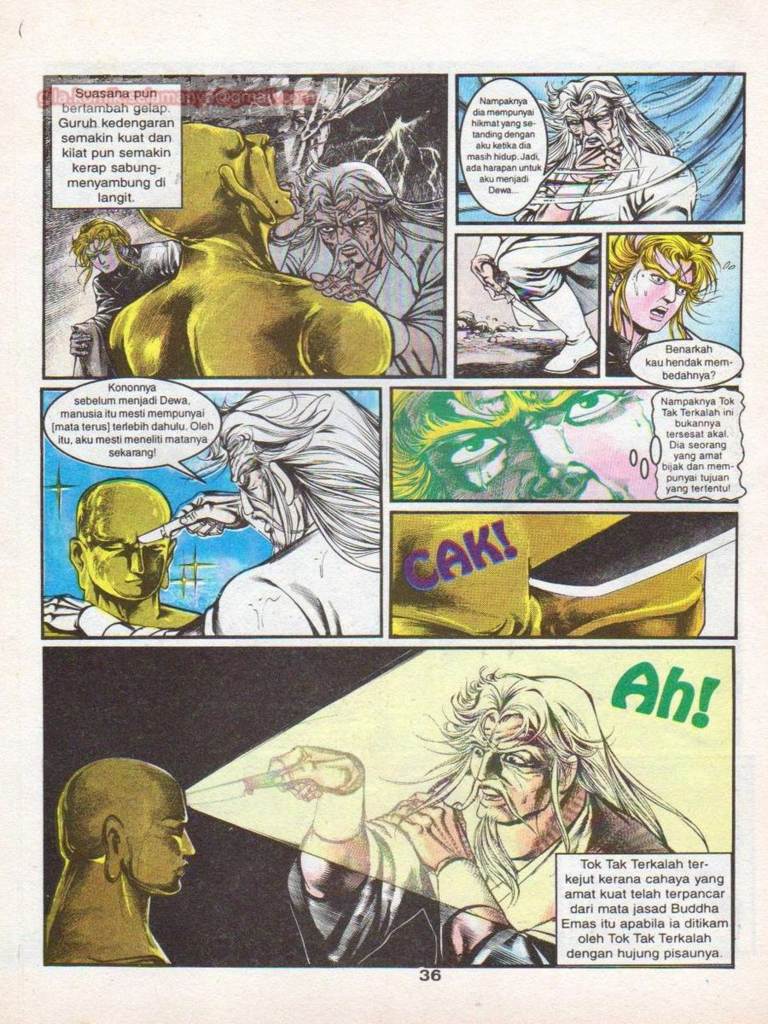 Suasana pun
bertambah gelap.
Guruh kedengaran
semakin kuat dan
kilat pun semakin
kerap sabung-
menyambung di
langit.
Nampaknya
dia mempunyai
hikmat yang se-
tanding dengan
aku ketika dia
masih hidup. Jadi,
ada harapan untuk
aku menjadi
Dewa...
Benarkah
kau hendak mem-
bedahnya?
Kononnya
sebelum menjadi Dewa,
manusia itu mesti mempunyai
[mata terus] terlebih dahulu. Oleh
itu, aku mesti meneliti matanya
sekarang!
Nampaknya Tok
Tak Terkalah ini
bukannya
tersesat akal.
Dia seorang
yang amat
bijak dan mem-
punyai tujuan
yang tertentu!
CAK!
Ah!
Tok Tak Terkalah ter-
kejut kerana cahaya yang
amat kuat telah terpancar
dari mata jasad Buddha
Emas itu apabila ia ditikam
oleh Tok Tak Terkalah
dengan hujung pisaunya.
36